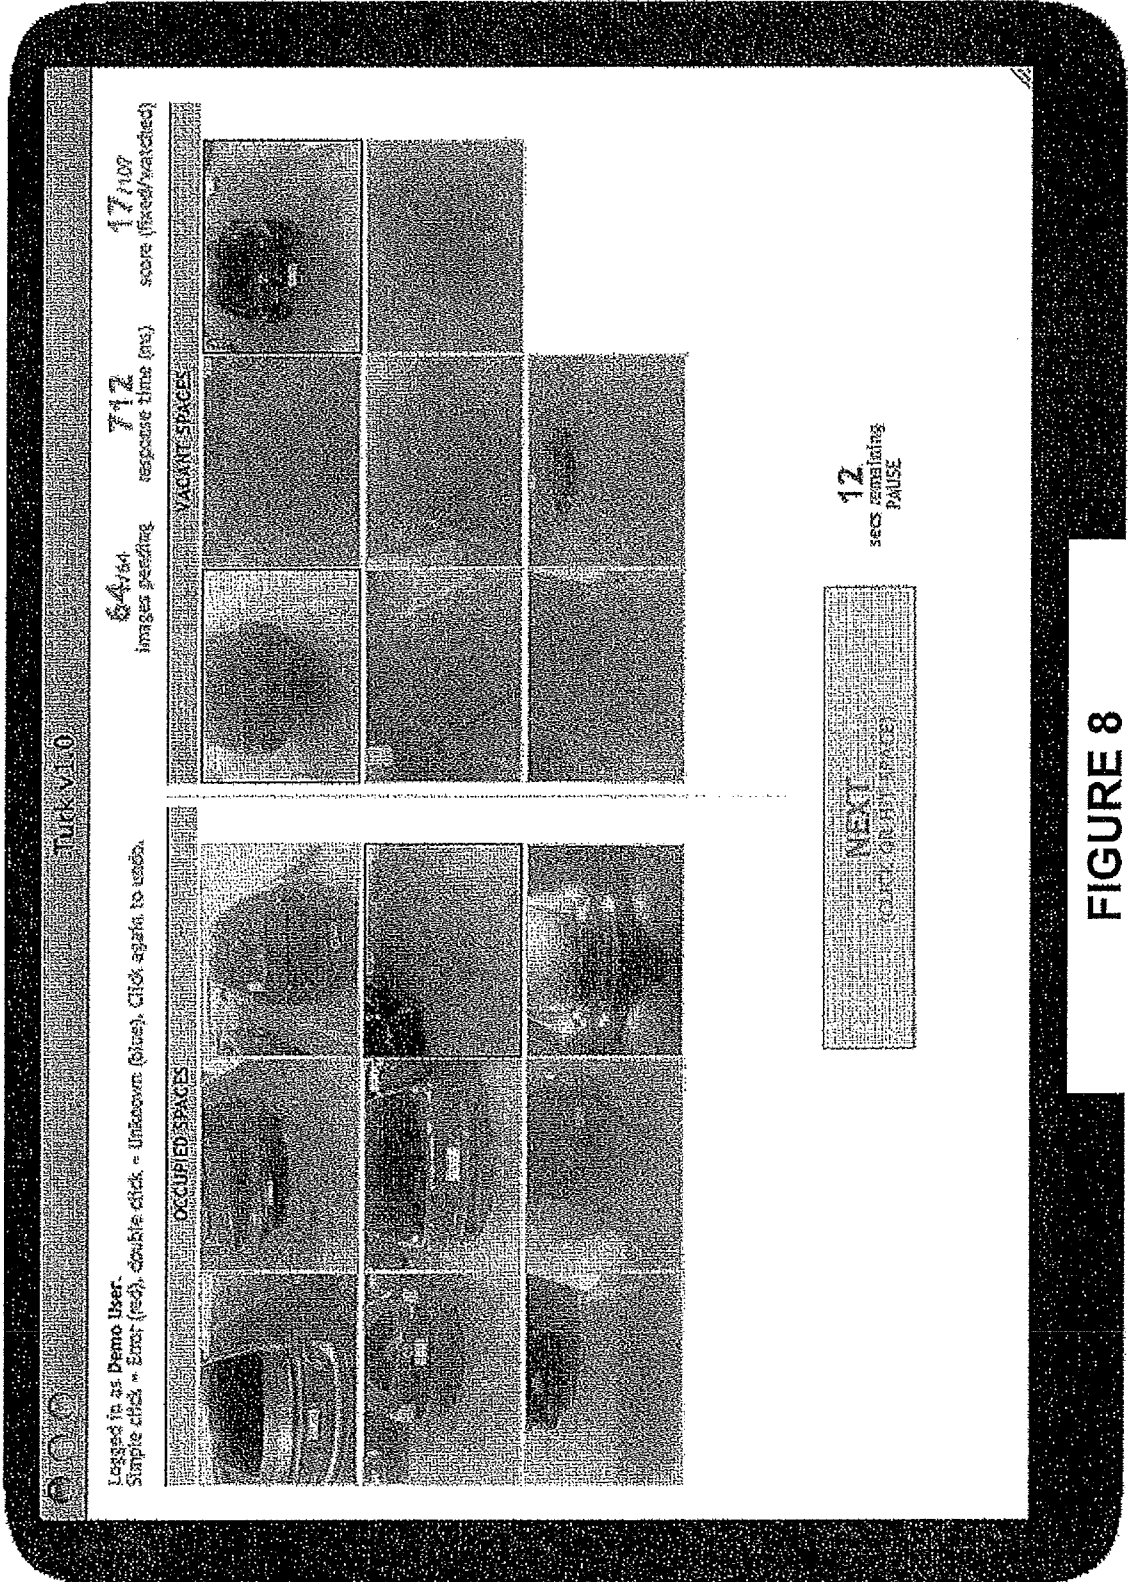 Turk v1.0
Logged in as Demo User.
Simple click = Error (red), double click = Unknown (blue). Click again to undo.
64/64
images pending
712
response time (ms)
17/107
score (fixed/watched)
OCCUPIED SPACES
VACANT SPACES
NEXT
12
secs remaining
PAUSE
FIGURE 8